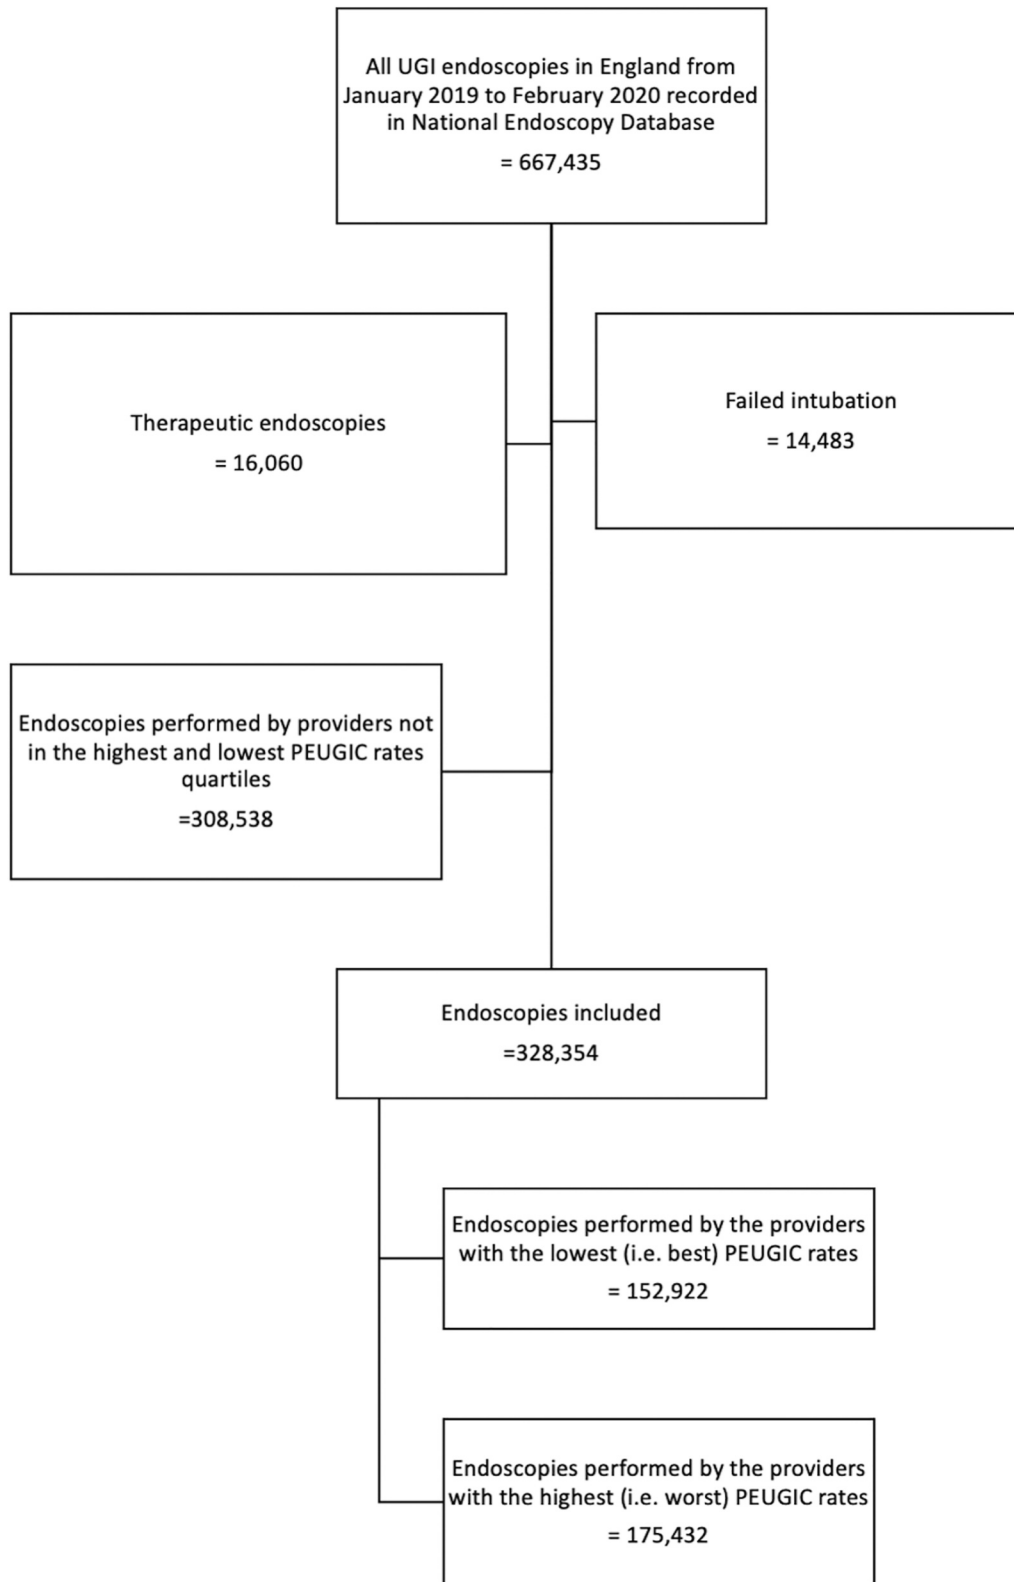 All UGI endoscopies in England from
January 2019 to February 2020 recorded
in National Endoscopy Database
= 667,435
Therapeutic endoscopies
= 16,060
Failed intubation
= 14,483
Endoscopies performed by providers not
in the highest and lowest PEUGIC rates
quartiles
=308,538
Endoscopies included
=328,354
Endoscopies performed by the providers
with the lowest (i.e. best) PEUGIC rates
= 152,922
Endoscopies performed by the providers
with the highest (i.e. worst) PEUGIC rates
= 175,432